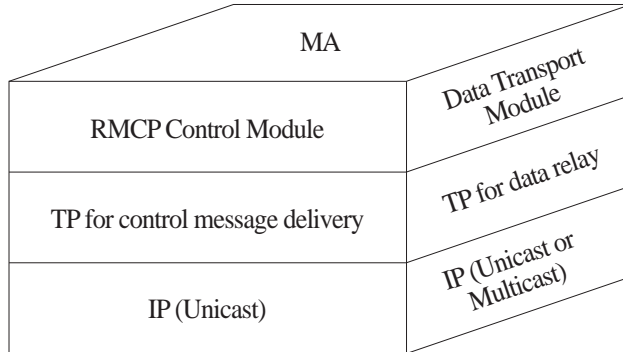 MA
RMCP Control Module
Data Transport
Module
TP for control message delivery
TP for data relay
IP (Unicast)
IP (Unicast or
Multicast)